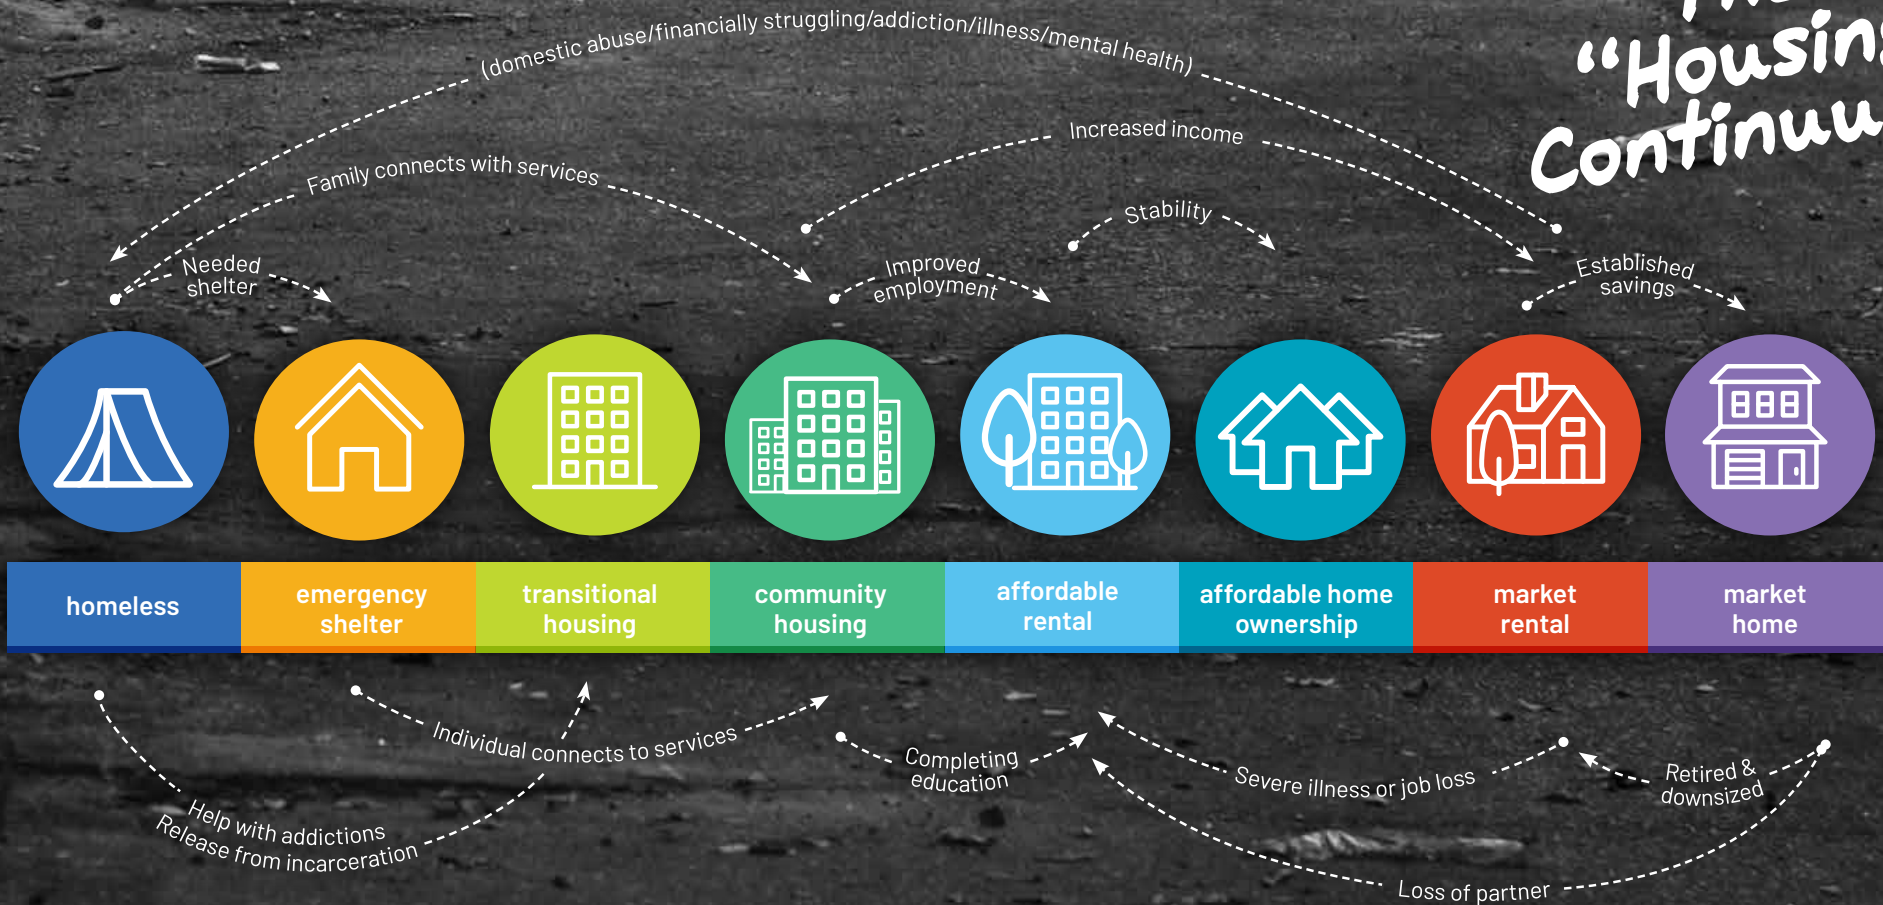 “Housing
Continuu
(domestic abuse/financially struggling/addiction/illness/mental health)
Increased income
Family connects with services
Stability
Needed
shelter
Improved
employment
Established
savings
homeless
emergency
shelter
transitional
housing
community
housing
affordable
rental
affordable home
ownership
market
rental
market
home
Individual connects to services
Completing
education
Severe illness or job loss
Retired &
downsized
Help with addictions
Release from incarceration
Loss of partner